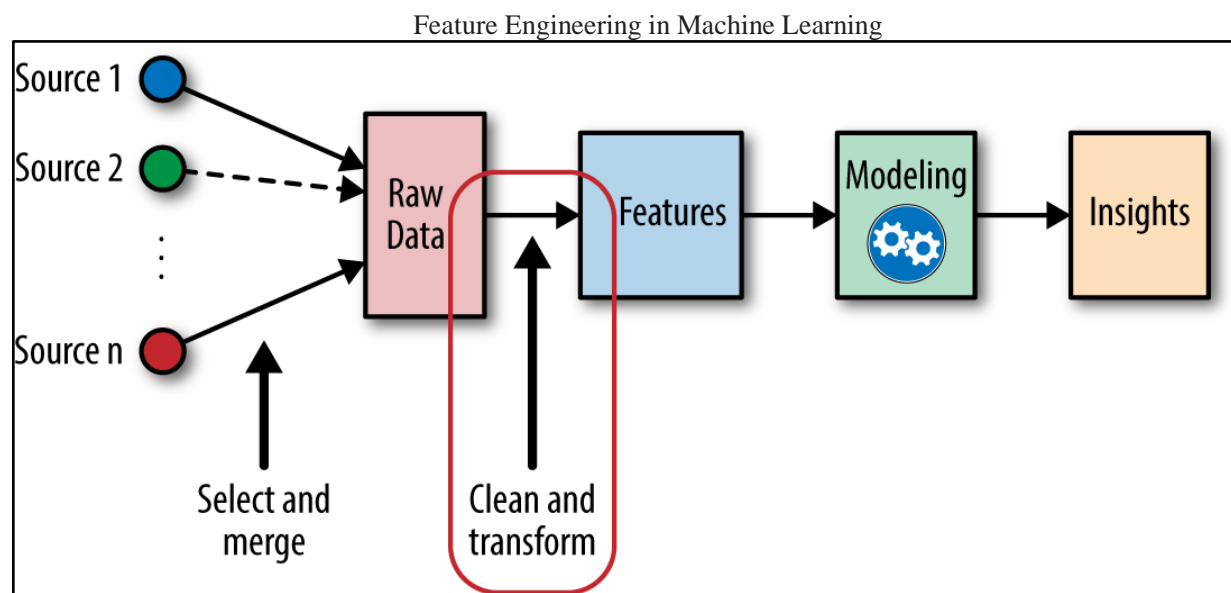 Feature Engineering in Machine Learning
Source 1
Source 2
Source n
Select and
merge
Raw
Data
Clean and
transform
Features
Modeling
Insights